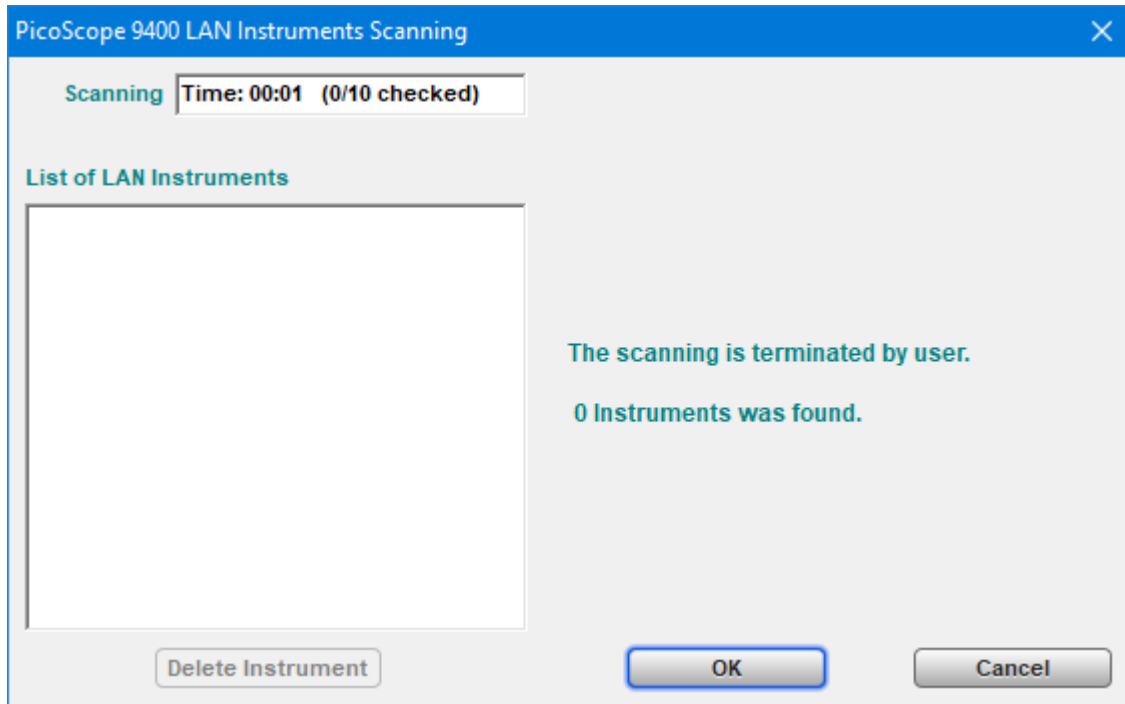 PicoScope 9400 LAN Instruments Scanning
Scanning Time: 00:01 (0/10 checked)
List of LAN Instruments
The scanning is terminated by user.
0 Instruments was found.
Delete Instrument OK Cancel